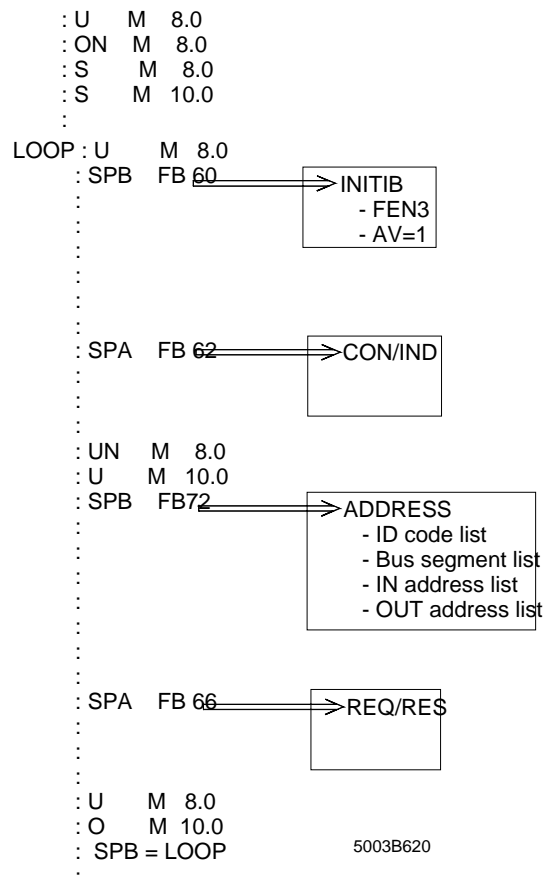 : U M 8.0
: ON M 8.0
: S M 8.0
: S M 10.0
:
LOOP : U M 8.0
: SPB FB 60 INITIB
: - FEN3
: - AV=1
:
:
:
:
: SPA FB 62 CON/IND
:
:
:
: UN M 8.0
: U M 10.0
: SPB FB72 ADDRESS
: - ID code list
: - Bus segment list
: - IN address list
: - OUT address list
:
:
:
: SPA FB 66 REQ/RES
:
:
:
: U M 8.0
: O M 10.0
: SPB = LOOP 5003B620
: